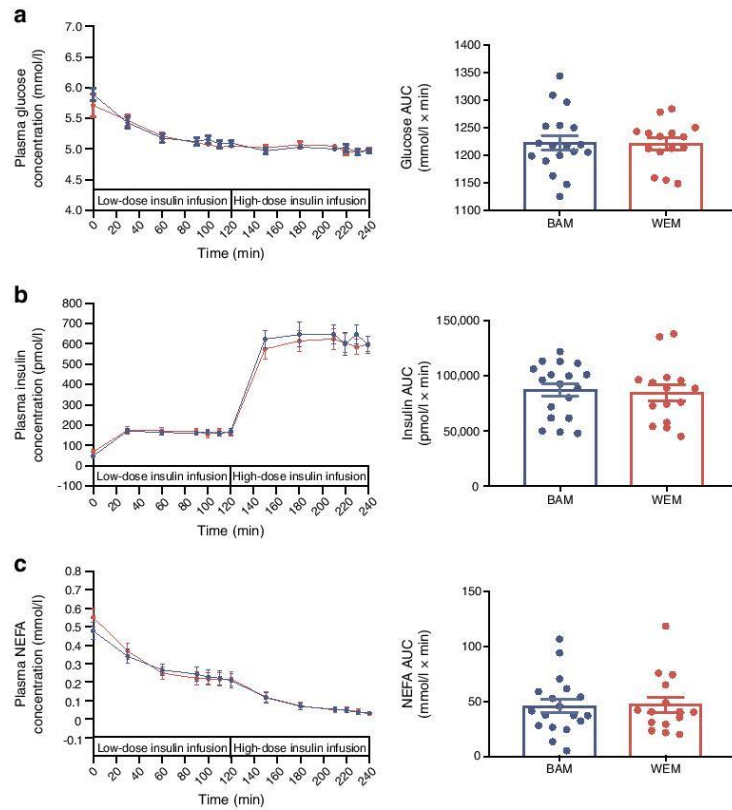 a
7.0
6.5
6.0
5.5
5.0
4.5
4.0
Plasma glucose
concentration (mmol/l)
Low-dose insulin infusion
High-dose insulin infusion
0 20 40 60 80 100 120 140 160 180 200 220 240
Time (min)
1400
1350
1300
1250
1200
1150
1100
Glucose AUC
(mmol/l × min)
BAM WEM
b
800
700
600
500
400
300
200
100
0
-100
Plasma insulin
concentration (pmol/l)
Low-dose insulin infusion
High-dose insulin infusion
0 20 40 60 80 100 120 140 160 180 200 220 240
Time (min)
150,000
100,000
50,000
0
Insulin AUC
(pmol/l × min)
BAM WEM
c
0.8
0.7
0.6
0.5
0.4
0.3
0.2
0.1
0
-0.1
Plasma NEFA
concentration (mmol/l)
Low-dose insulin infusion
High-dose insulin infusion
0 20 40 60 80 100 120 140 160 180 200 220 240
Time (min)
150
100
50
0
NEFA AUC
(mmol/l × min)
BAM WEM